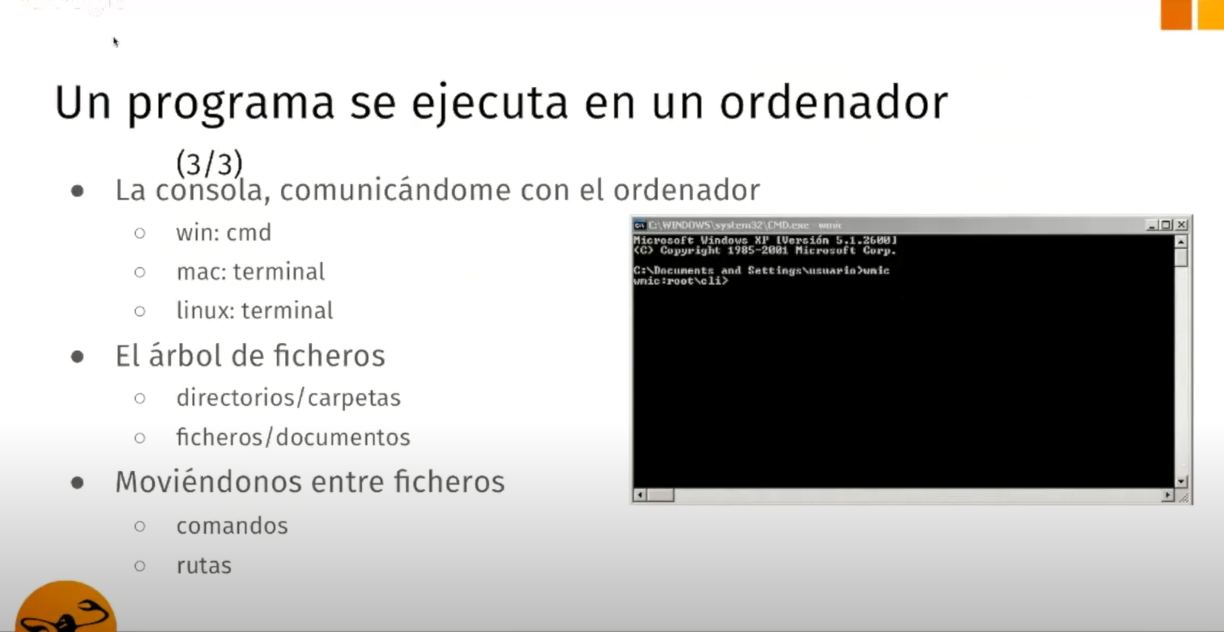 Un programa se ejecuta en un ordenador
(3/3)
● La consola, comunicándome con el ordenador
○ win: cmd
○ mac: terminal
○ linux: terminal
● El árbol de ficheros
○ directorios/carpetas
○ ficheros/documentos
● Moviéndonos entre ficheros
○ comandos
○ rutas
C:\WINDOWS\system32\CMD.exe - wmic
Microsoft Windows XP [Versión 5.1.2600]
(C) Copyright 1985-2001 Microsoft Corp.
C:\Documents and Settings\usuario>wmic
wmic:root\cli>